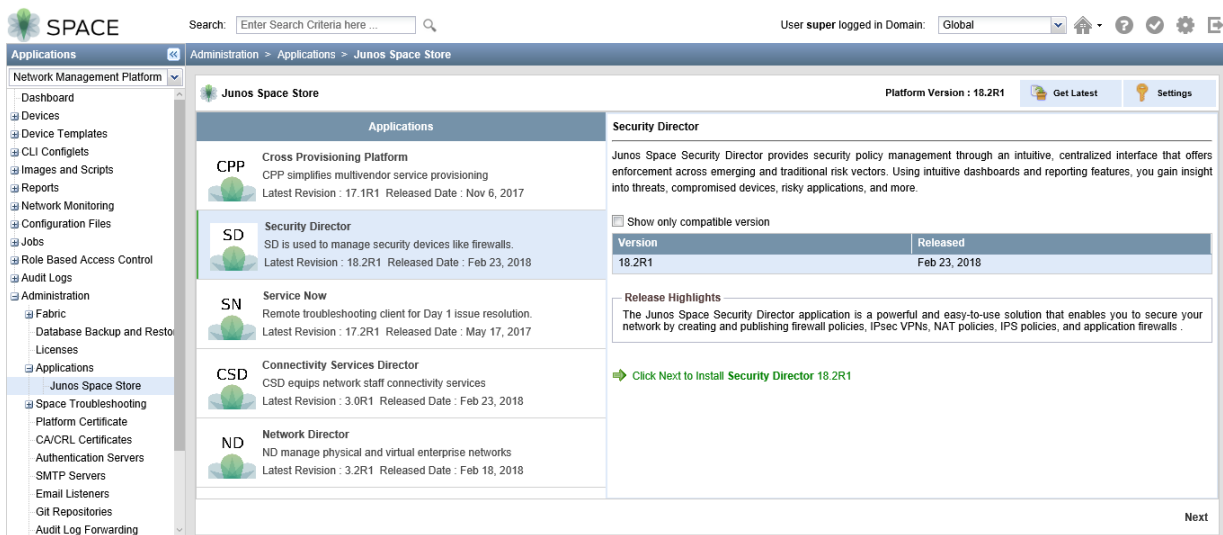 SPACE
Search: Enter Search Criteria here ...
User super logged in Domain: Global
Applications
Administration > Applications > Junos Space Store
Network Management Platform
Dashboard
Devices
Device Templates
CLI Configlets
Images and Scripts
Reports
Network Monitoring
Configuration Files
Jobs
Role Based Access Control
Audit Logs
Administration
Fabric
Database Backup and Resto
Licenses
Applications
Junos Space Store
Space Troubleshooting
Platform Certificate
CA/CRL Certificates
Authentication Servers
SMTP Servers
Email Listeners
Git Repositories
Audit Log Forwarding
Junos Space Store
Platform Version : 18.2R1
Get Latest
Settings
Applications
CPP
Cross Provisioning Platform
CPP simplifies multivendor service provisioning
Latest Revision : 17.1R1 Released Date : Nov 6, 2017
SD
Security Director
SD is used to manage security devices like firewalls.
Latest Revision : 18.2R1 Released Date : Feb 23, 2018
SN
Service Now
Remote troubleshooting client for Day 1 issue resolution.
Latest Revision : 17.2R1 Released Date : May 17, 2017
CSD
Connectivity Services Director
CSD equips network staff connectivity services
Latest Revision : 3.0R1 Released Date : Feb 23, 2018
ND
Network Director
ND manage physical and virtual enterprise networks
Latest Revision : 3.2R1 Released Date : Feb 18, 2018
Security Director
Junos Space Security Director provides security policy management through an intuitive, centralized interface that offers
enforcement across emerging and traditional risk vectors. Using intuitive dashboards and reporting features, you gain insight
into threats, compromised devices, risky applications, and more.
Show only compatible version
Version Released
18.2R1 Feb 23, 2018
Release Highlights
The Junos Space Security Director application is a powerful and easy-to-use solution that enables you to secure your
network by creating and publishing firewall policies, IPsec VPNs, NAT policies, IPS policies, and application firewalls .
Click Next to Install Security Director 18.2R1
Next